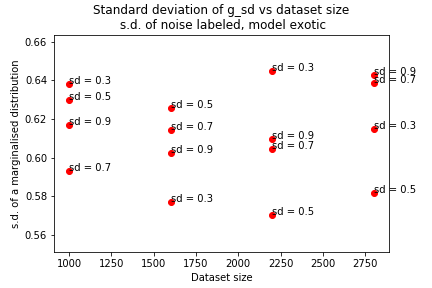 Standard deviation of g_sd vs dataset size
s.d. of noise labeled, model exotic
s.d. of a marginalised distribution
0.66
0.64
0.62
0.60
0.58
0.56
sd = 0.3
sd = 0.5
sd = 0.9
sd = 0.7
sd = 0.5
sd = 0.7
sd = 0.9
sd = 0.3
sd = 0.3
sd = 0.9
sd = 0.7
sd = 0.5
sd = 0.9
sd = 0.7
sd = 0.3
sd = 0.5
1000 1250 1500 1750 2000 2250 2500 2750
Dataset size